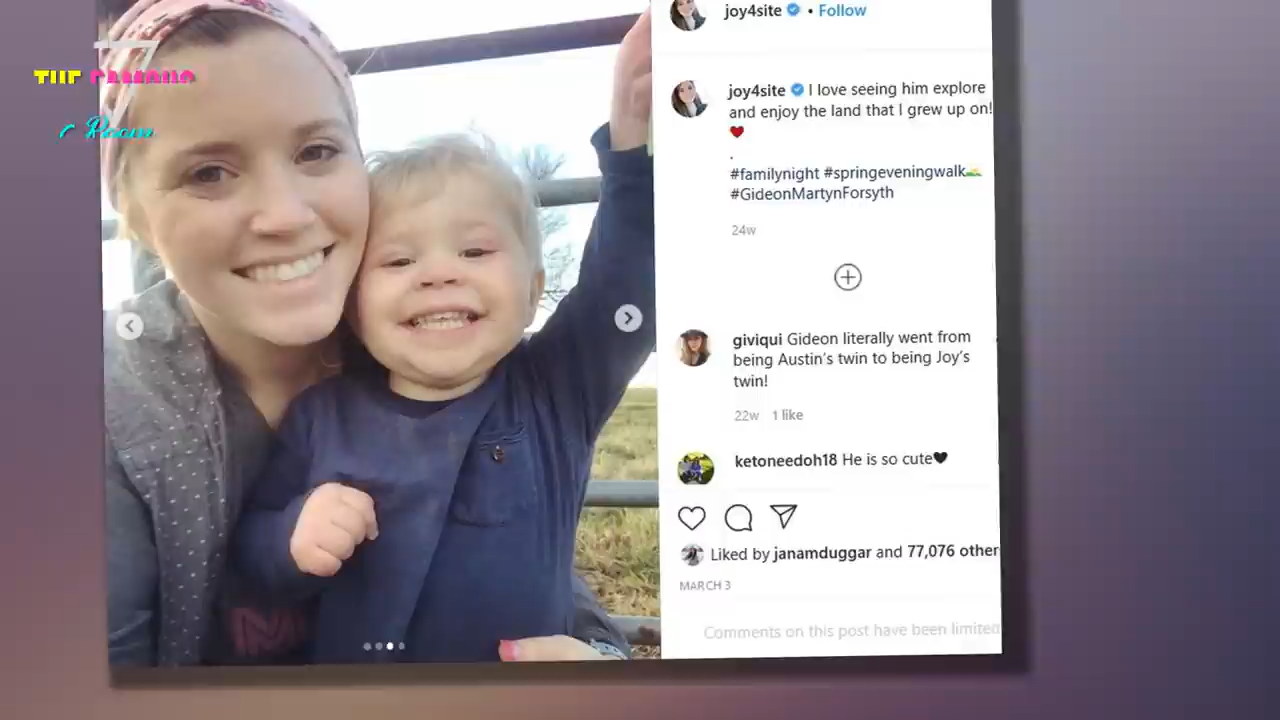 joy4site • Follow
joy4site I love seeing him explore
and enjoy the land that I grew up on!
❤️
.
#familynight #springeveningwalk🌄
#GideonMartynForsyth
24w
giviqui Gideon literally went from
being Austin's twin to being Joy's
twin!
22w 1 like
ketoneedoh18 He is so cute🖤
Liked by janamduggar and 77,076 other
MARCH 3
Comments on this post have been limited